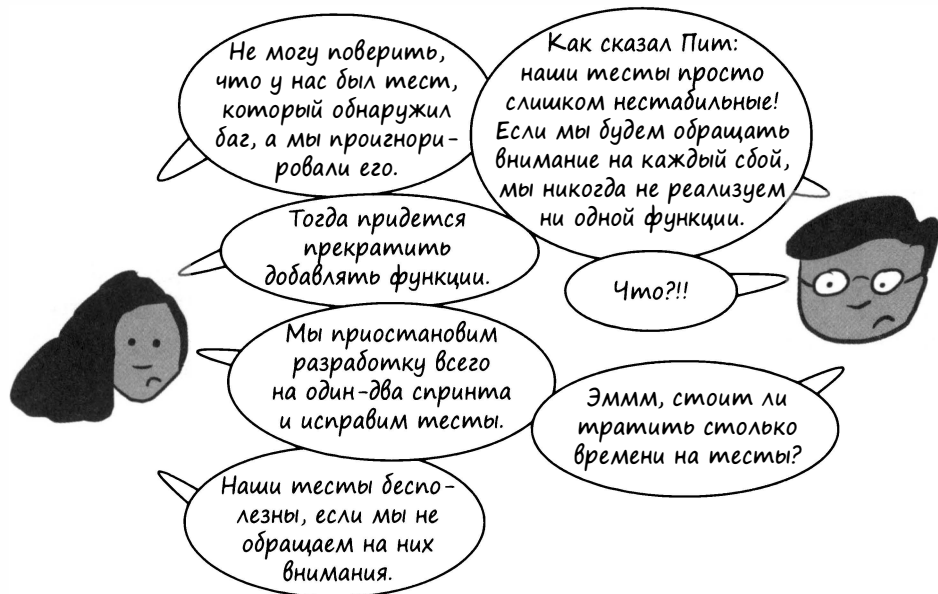 Не могу поверить,
что у нас был тест,
который обнаружил
баг, а мы проигнори-
ровали его.
Как сказал Пит:
наши тесты просто
слишком нестабильные!
Если мы будем обращать
внимание на каждый сбой,
мы никогда не реализуем
ни одной функции.
Тогда придется
прекратить
добавлять функции.
Что?!!
Мы приостановим
разработку всего
на один-два спринта
и исправим тесты.
Эммм, стоит ли
тратить столько
времени на тесты?
Наши тесты беспо-
лезны, если мы не
обращаем на них
внимания.